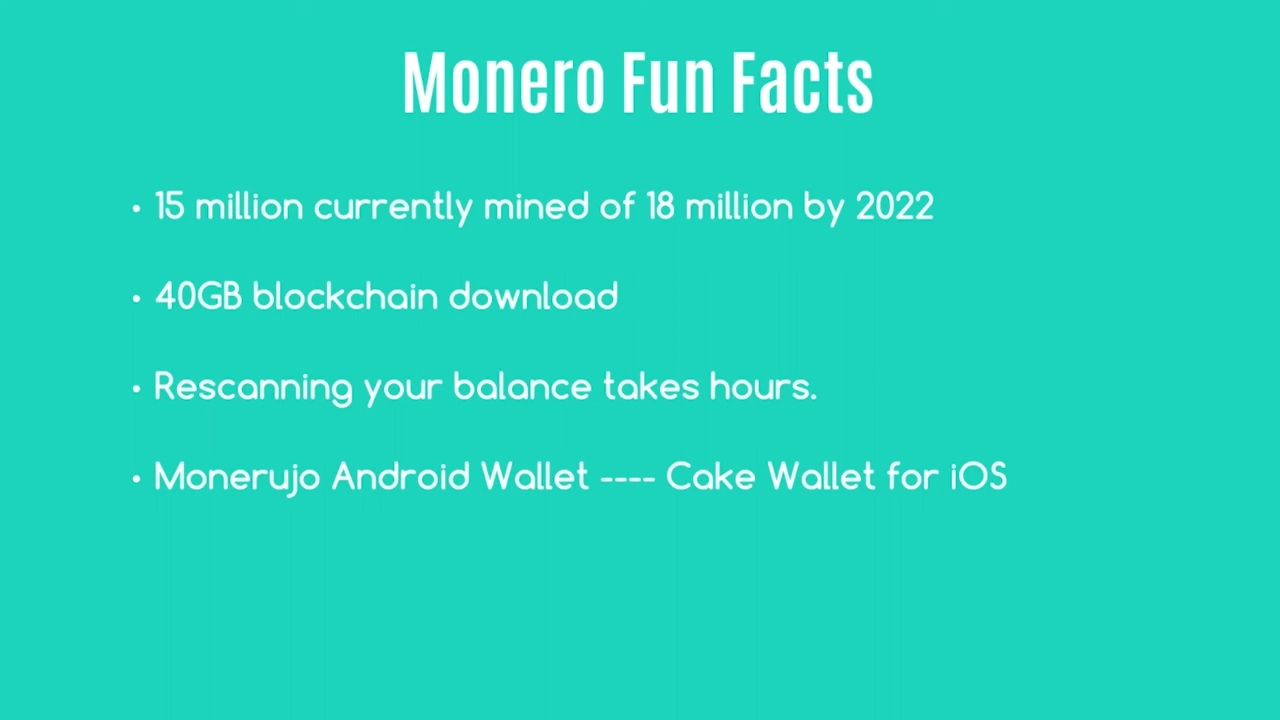 Monero Fun Facts
• 15 million currently mined of 18 million by 2022
• 40GB blockchain download
• Rescanning your balance takes hours.
• Monerujo Android Wallet ---- Cake Wallet for iOS